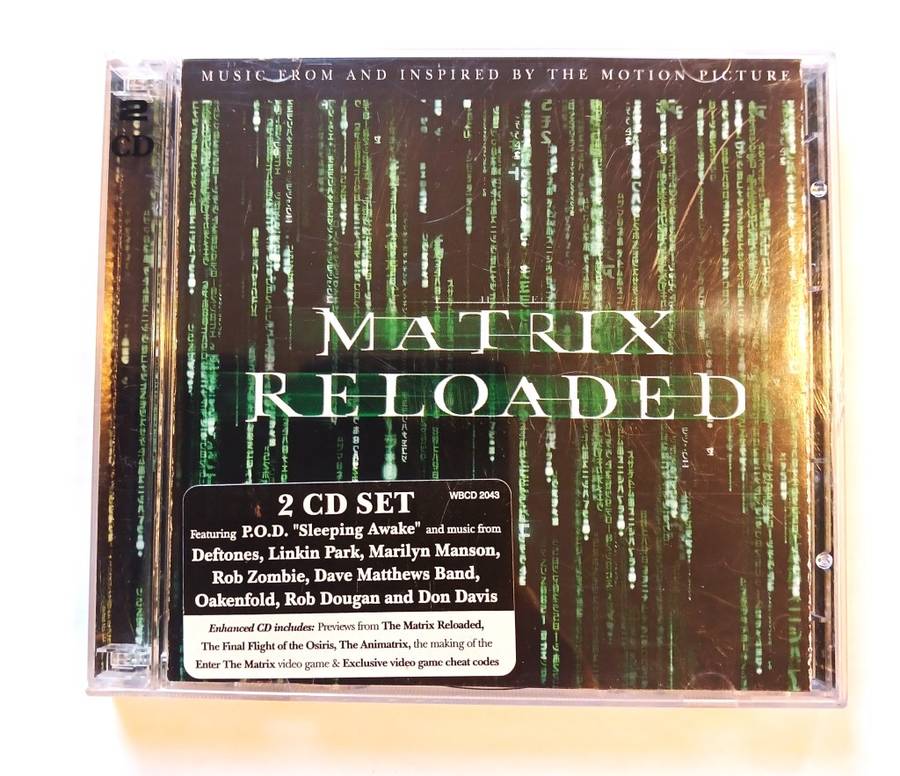 MUSIC FROM AND INSPIRED BY THE MOTION PICTURE
2
CD
THE
MATRIX
RELOADED
2 CD SET
WBCD 2043
Featuring P.O.D. "Sleeping Awake" and music from
Deftones, Linkin Park, Marilyn Manson,
Rob Zombie, Dave Matthews Band,
Oakenfold, Rob Dougan and Don Davis
Enhanced CD includes: Previews from The Matrix Reloaded,
The Final Flight of the Osiris, The Animatrix, the making of the
Enter The Matrix video game & Exclusive video game cheat codes